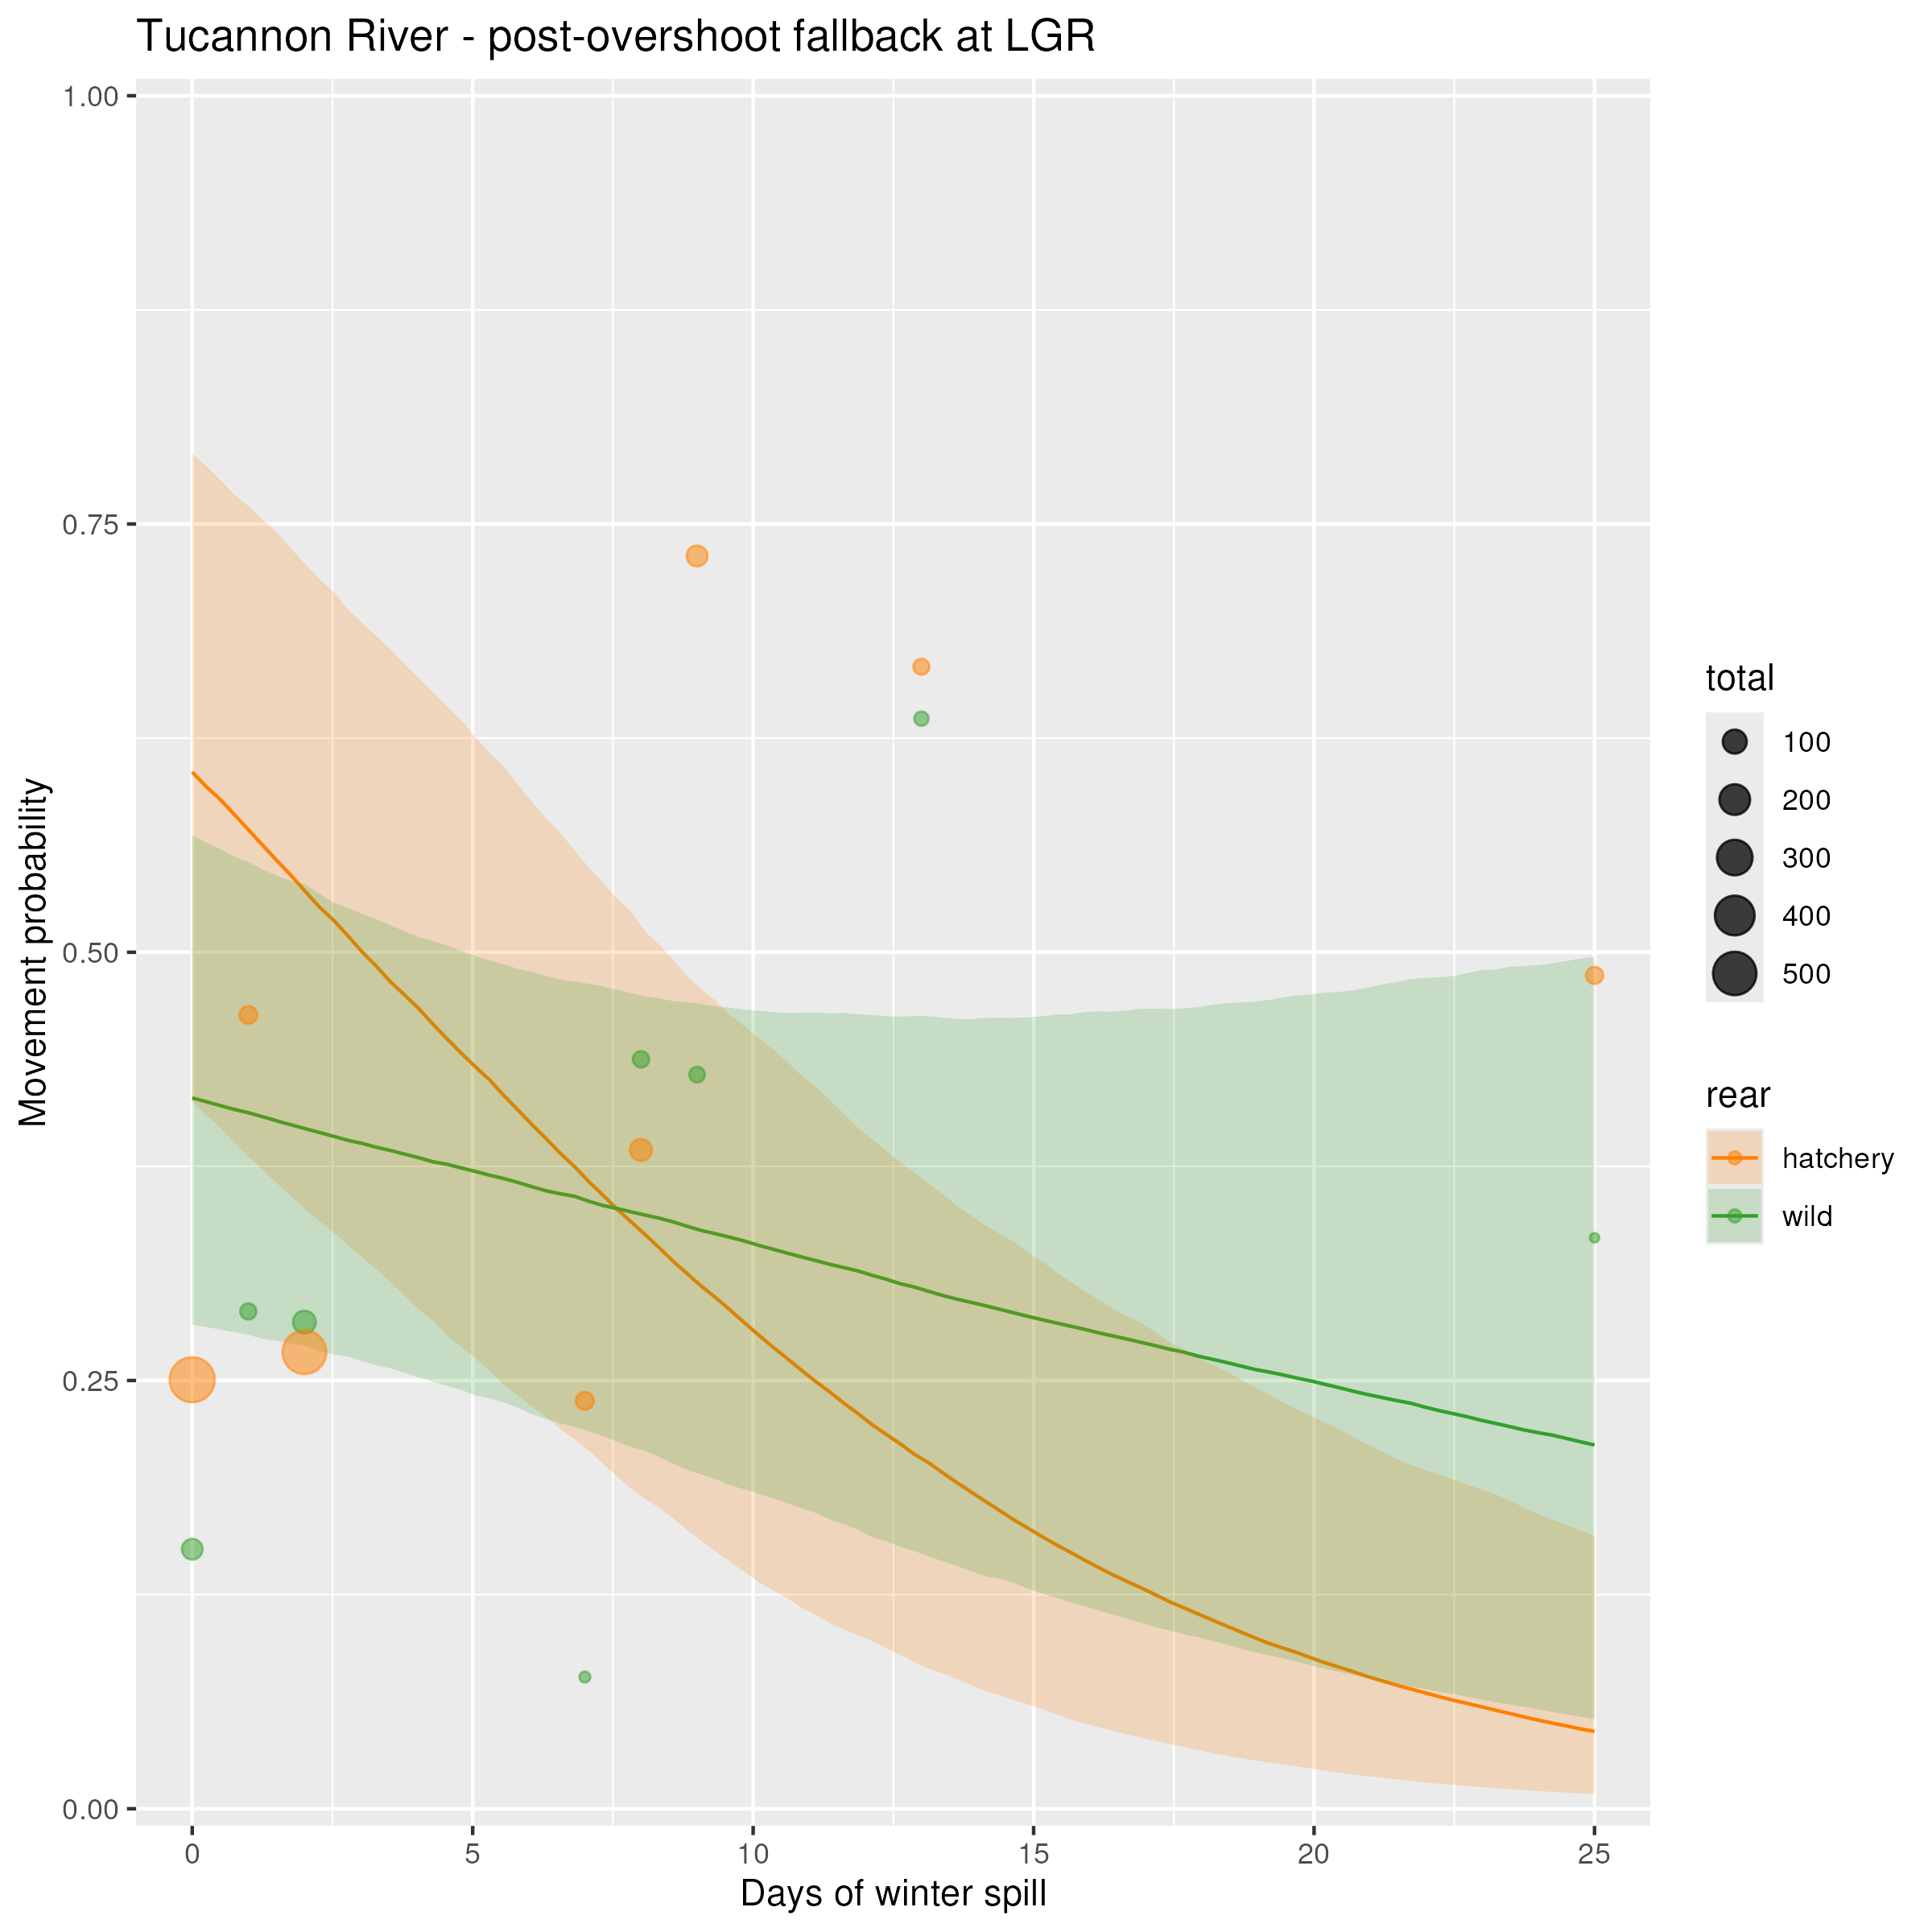 Tucannon River - post-overshoot fallback at LGR
Movement probability
1.00
0.75
0.50
0.25
0.00
0 5 10 15 20 25
Days of winter spill
total
100
200
300
400
500
rear
hatchery
wild